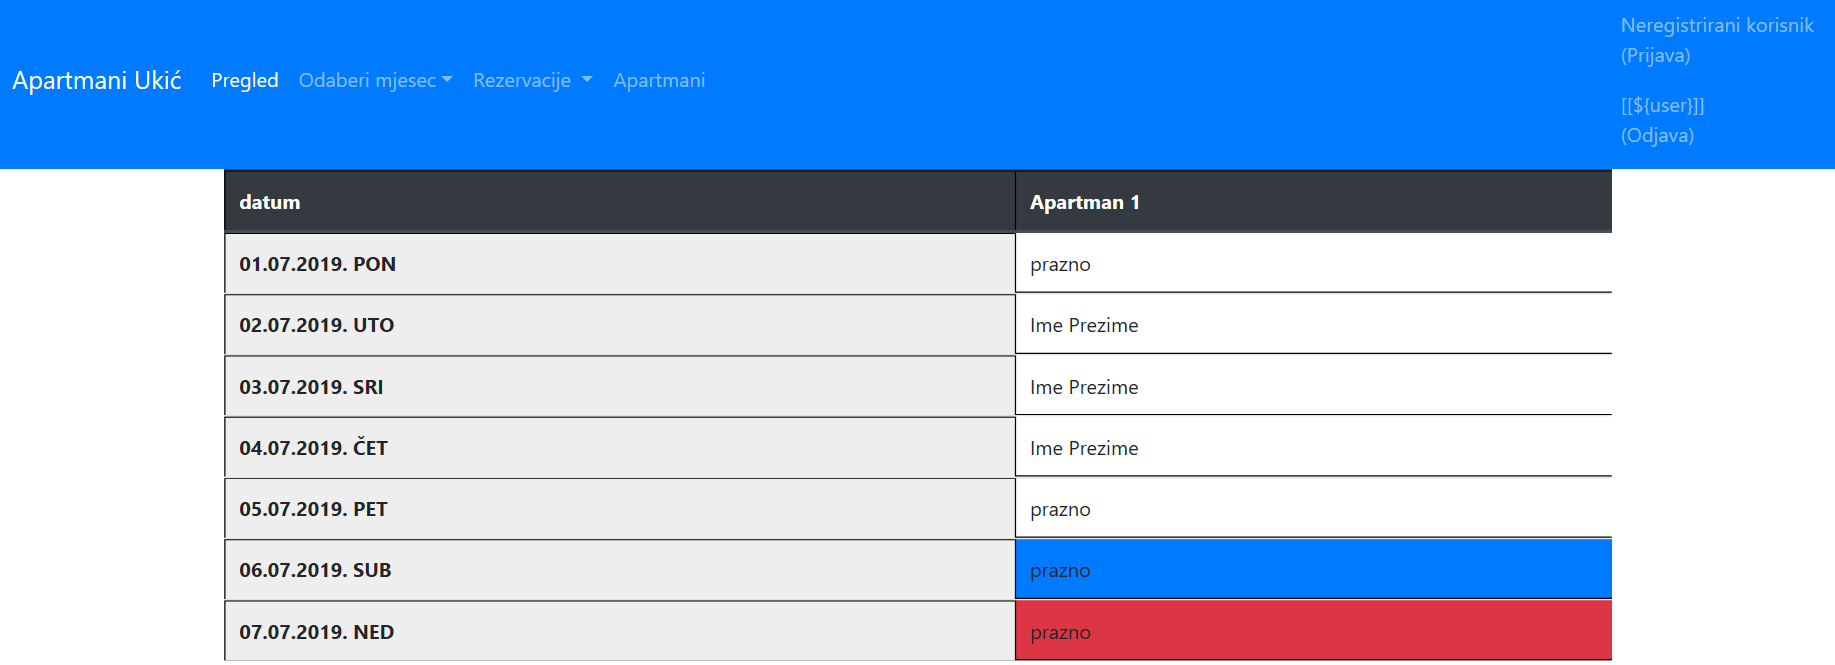 Apartmani Ukić Pregled Odaberi mjesec Rezervacije Apartmani
Neregistrirani korisnik
(Prijava)
[[${user}]]
(Odjava)
datum Apartman 1
01.07.2019. PON prazno
02.07.2019. UTO Ime Prezime
03.07.2019. SRI Ime Prezime
04.07.2019. ČET Ime Prezime
05.07.2019. PET prazno
06.07.2019. SUB prazno
07.07.2019. NED prazno